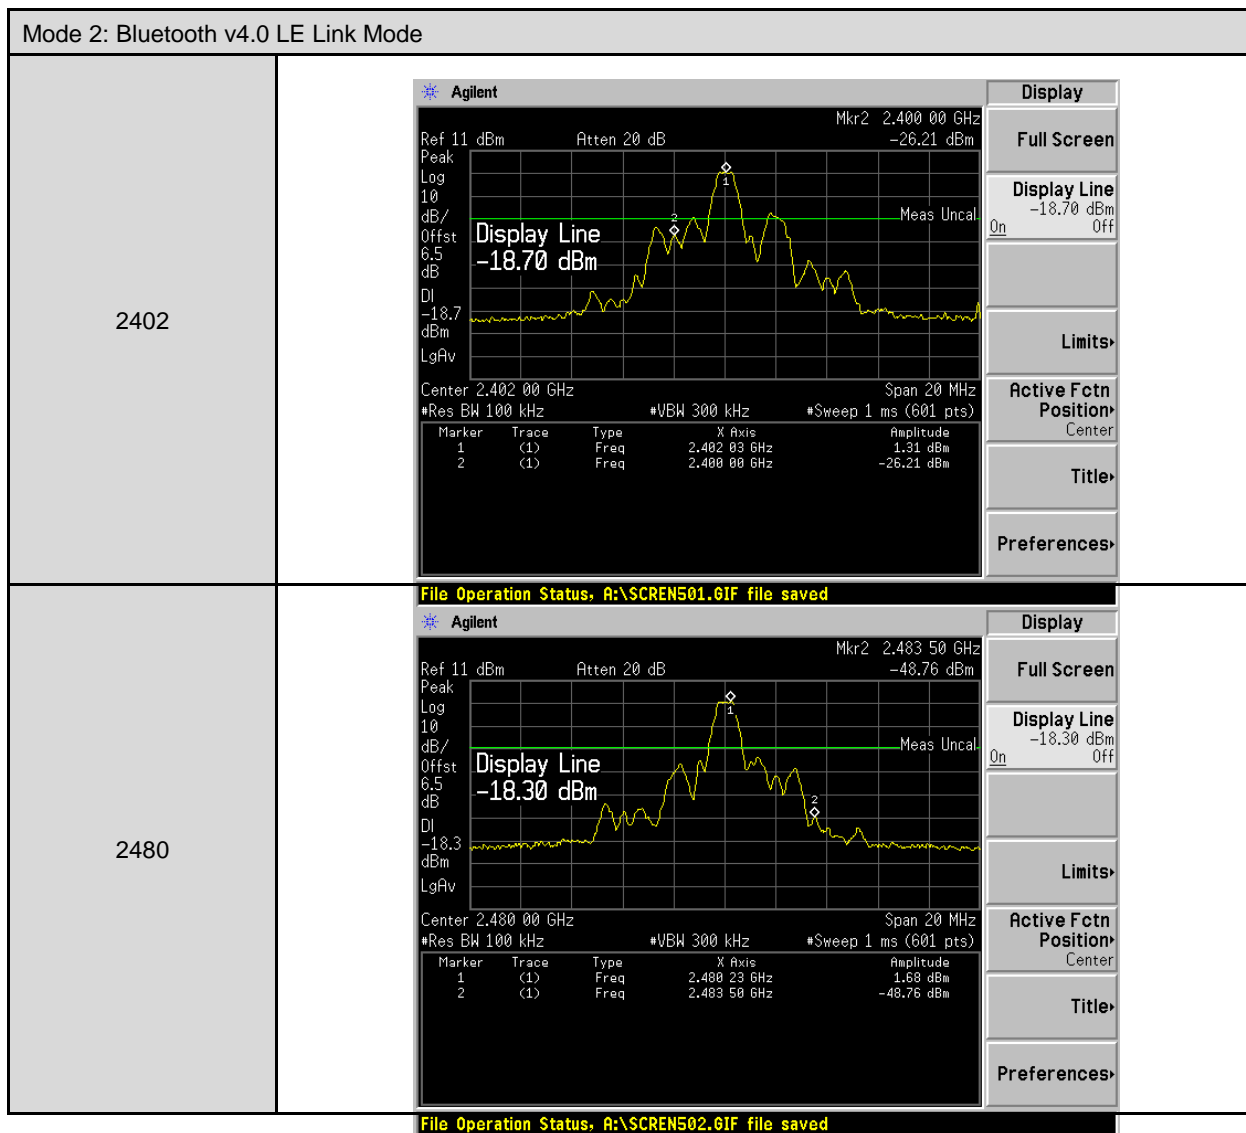 Mode 2: Bluetooth v4.0 LE Link Mode
2402
Agilent
Display
Mkr2 2.400 00 GHz
Ref 11 dBm Atten 20 dB -26.21 dBm
Peak
Log
10
dB/
Offst
6.5
dB
DI
-18.7
dBm
LgAv
1
2
Meas Uncal
Display Line
-18.70 dBm
Center 2.402 00 GHz Span 20 MHz
#Res BW 100 kHz #VBW 300 kHz #Sweep 1 ms (601 pts)
Marker Trace Type X Axis Amplitude
1 (1) Freq 2.402 03 GHz 1.31 dBm
2 (1) Freq 2.400 00 GHz -26.21 dBm
Full Screen
Display Line
-18.70 dBm
On Off
Limits
Active Fctn
Position
Center
Title
Preferences
File Operation Status, A:\SCREN501.GIF file saved
2480
Agilent
Display
Mkr2 2.483 50 GHz
Ref 11 dBm Atten 20 dB -48.76 dBm
Peak
Log
10
dB/
Offst
6.5
dB
DI
-18.3
dBm
LgAv
1
2
Meas Uncal
Display Line
-18.30 dBm
Center 2.480 00 GHz Span 20 MHz
#Res BW 100 kHz #VBW 300 kHz #Sweep 1 ms (601 pts)
Marker Trace Type X Axis Amplitude
1 (1) Freq 2.480 23 GHz 1.68 dBm
2 (1) Freq 2.483 50 GHz -48.76 dBm
Full Screen
Display Line
-18.30 dBm
On Off
Limits
Active Fctn
Position
Center
Title
Preferences
File Operation Status, A:\SCREN502.GIF file saved